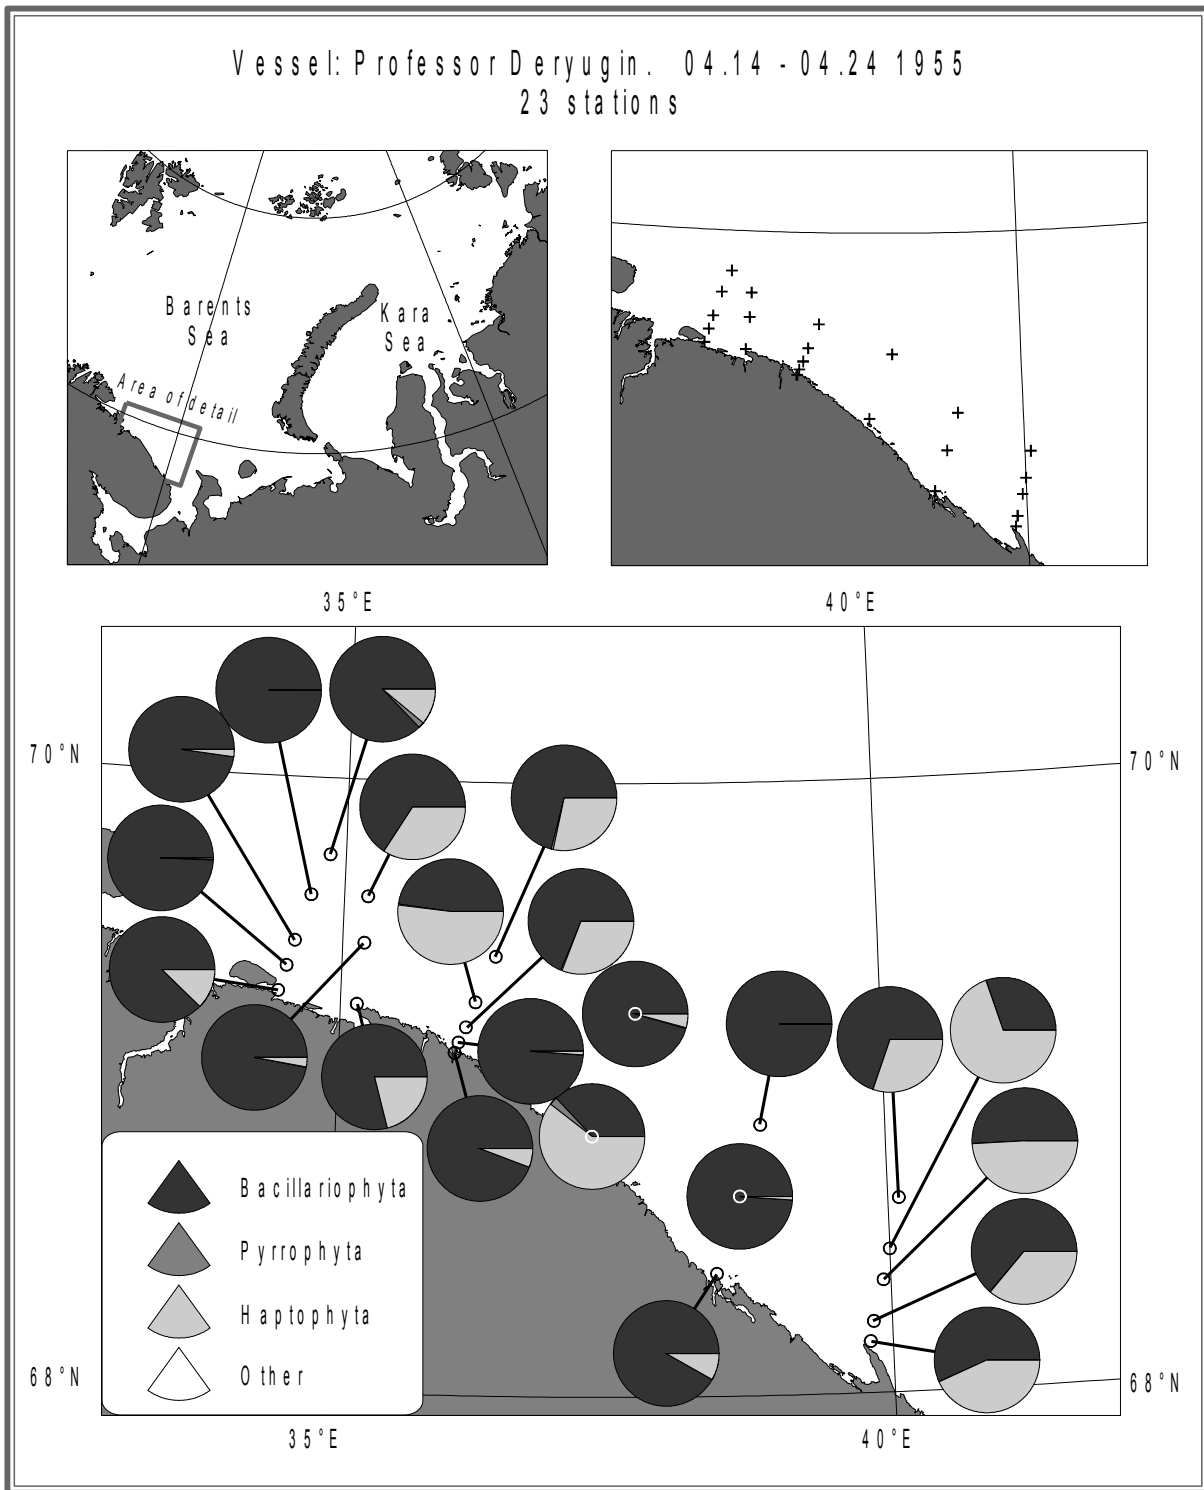 Vessel: Professor Deryugin. 04.14 - 04.24 1955
23 stations
Barents
Sea
Kara
Sea
Area of detail
35°E
40°E
70°N
70°N
Bacillariophyta
Pyrrophyta
Haptophyta
Other
68°N
68°N
35°E
40°E